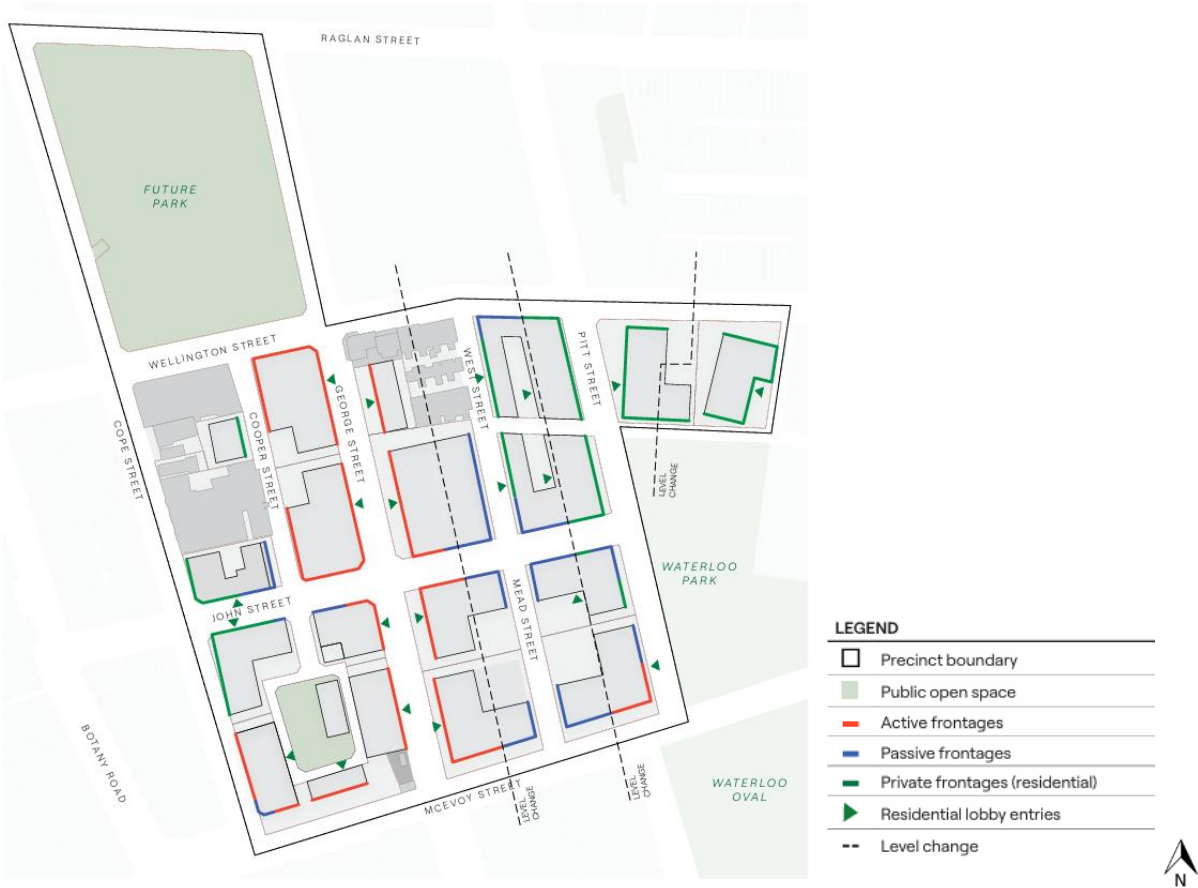 RAGLAN STREET
FUTURE
PARK
WELLINGTON STREET
PITT STREET
WEST STREET
GEORGE STREET
COOPER STREET
COPE STREET
LEVEL
CHANGE
WATERLOO
PARK
JOHN STREET
MEAD STREET
BOTANY ROAD
MCEVOY STREET
LEVEL
CHANGE
LEVEL
CHANGE
WATERLOO
OVAL
LEGEND
Precinct boundary
Public open space
Active frontages
Passive frontages
Private frontages (residential)
Residential lobby entries
Level change
N